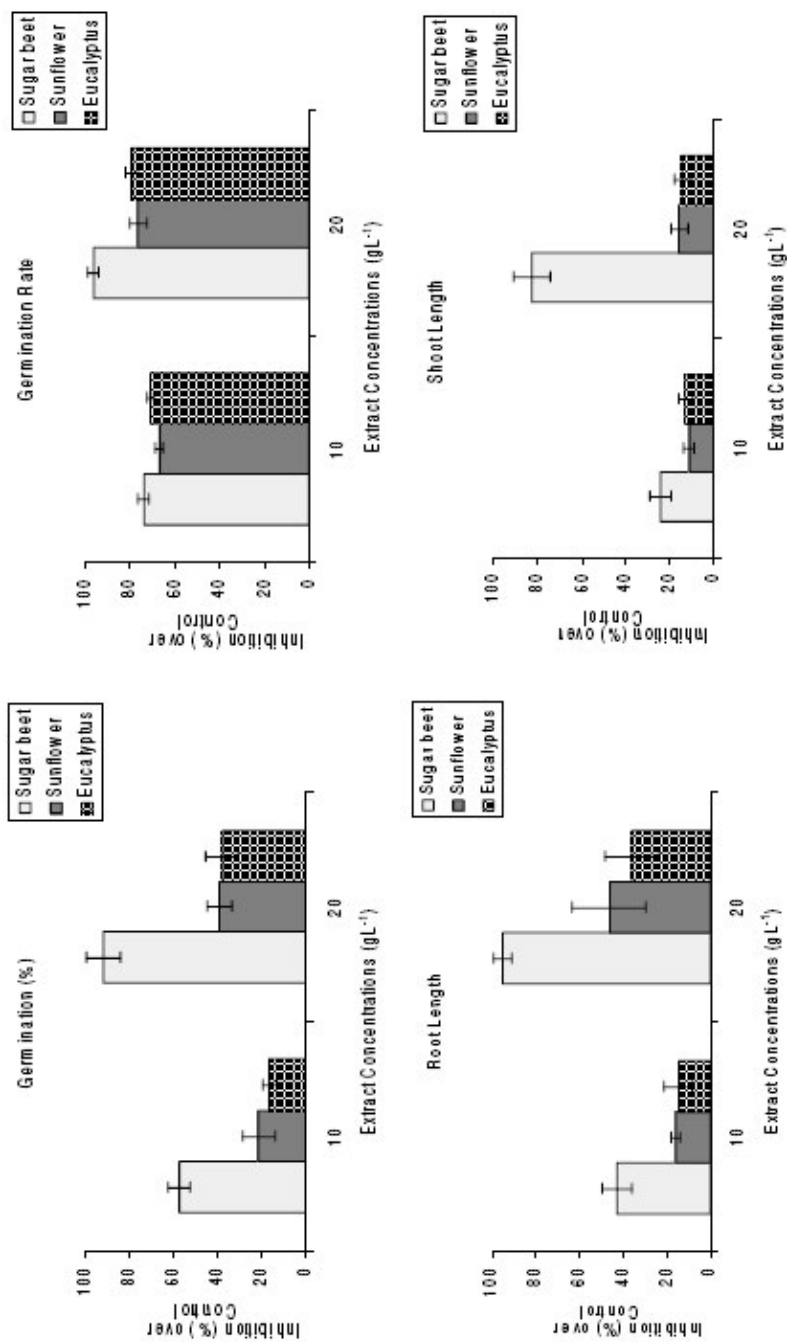 Germination (%)
Sugar beet
Sunflower
Eucalyptus
Inhibition (%) over
Control
100
80
60
40
20
0
10
20
Extract Concentrations (gL⁻¹)
Germination Rate
Sugar beet
Sunflower
Eucalyptus
Inhibition (%) over
Control
100
80
60
40
20
0
10
20
Extract Concentrations (gL⁻¹)
Root Length
Sugar beet
Sunflower
Eucalyptus
Inhibition (%) over
Control
100
80
60
40
20
0
10
20
Extract Concentrations (gL⁻¹)
Shoot Length
Sugar beet
Sunflower
Eucalyptus
Inhibition (%) over
Control
100
80
60
40
20
0
10
20
Extract Concentrations (gL⁻¹)